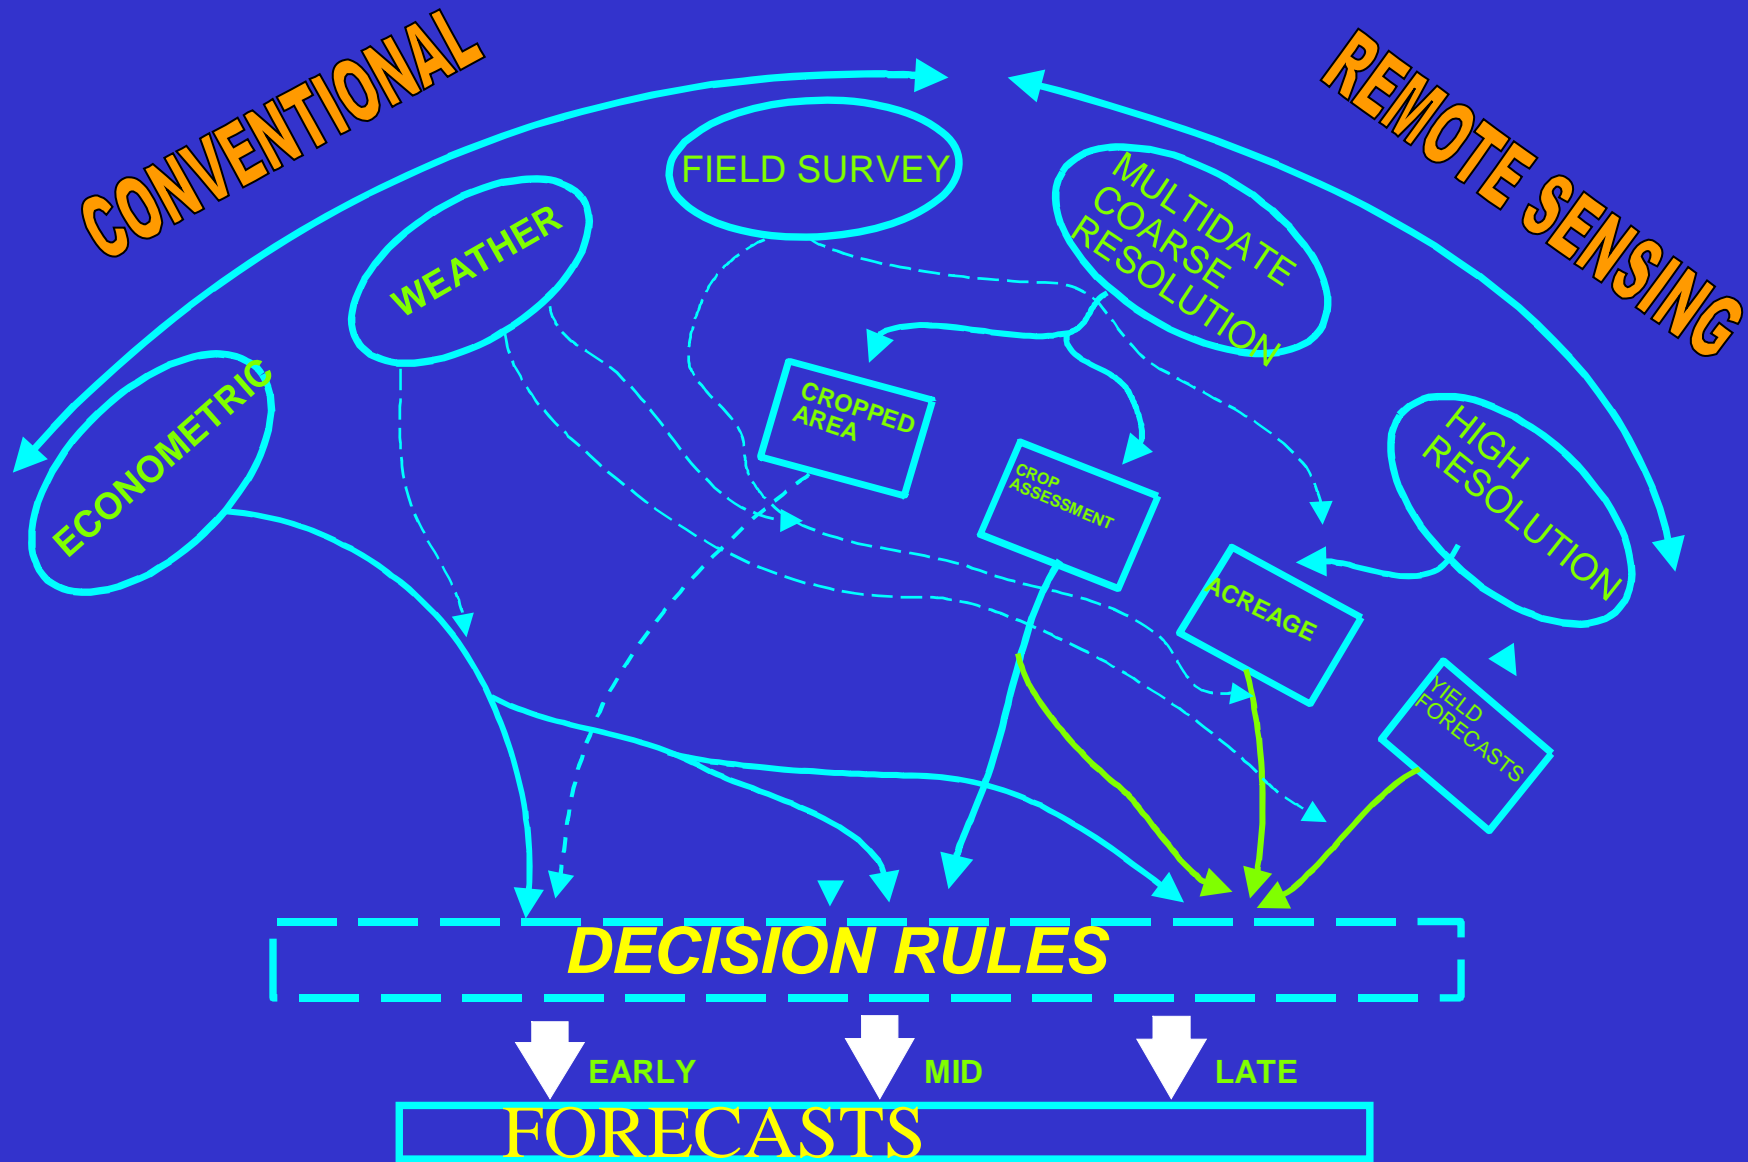 CONVENTIONAL
REMOTE SENSING
FIELD SURVEY
MULTIDATE
COARSE
RESOLUTION
WEATHER
ECONOMETRIC
CROPPED
AREA
HIGH
RESOLUTION
CROP
ASSESSMENT
ACREAGE
YIELD
FORECASTS
DECISION RULES
EARLY
MID
LATE
FORECASTS